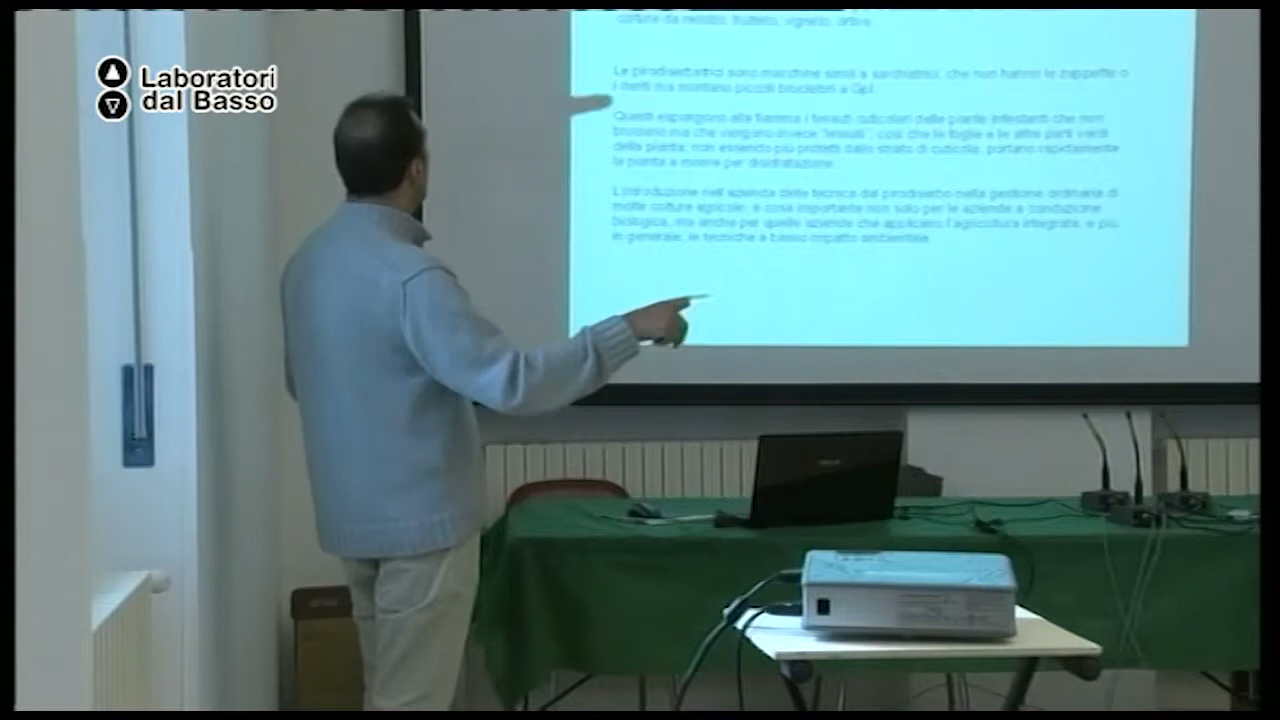 Laboratori
dal Basso
colture da reddito, frutteto, vigneto, orti e
Le pirodiserbatrici sono macchine simili a sarchiatrici, che non hanno le zappette o
i denti ma montano piccoli bruciatori a Gpl.
Questi espongono alla fiamma i tessuti cuticolari delle piante infestanti che non
bruciano ma che vengono invece "lessati", così che le foglie e le altre parti verdi
della pianta, non essendo più protetti dallo strato di cuticola, portano rapidamente
la pianta a morire per disidratazione.
L'introduzione nell'azienda della tecnica del pirodiserbo nella gestione ordinaria di
molte colture agricole, è cosa importante non solo per le aziende a conduzione
biologica, ma anche per quelle aziende che applicano l'agricoltura integrata, e più
in generale, le tecniche a basso impatto ambientale.